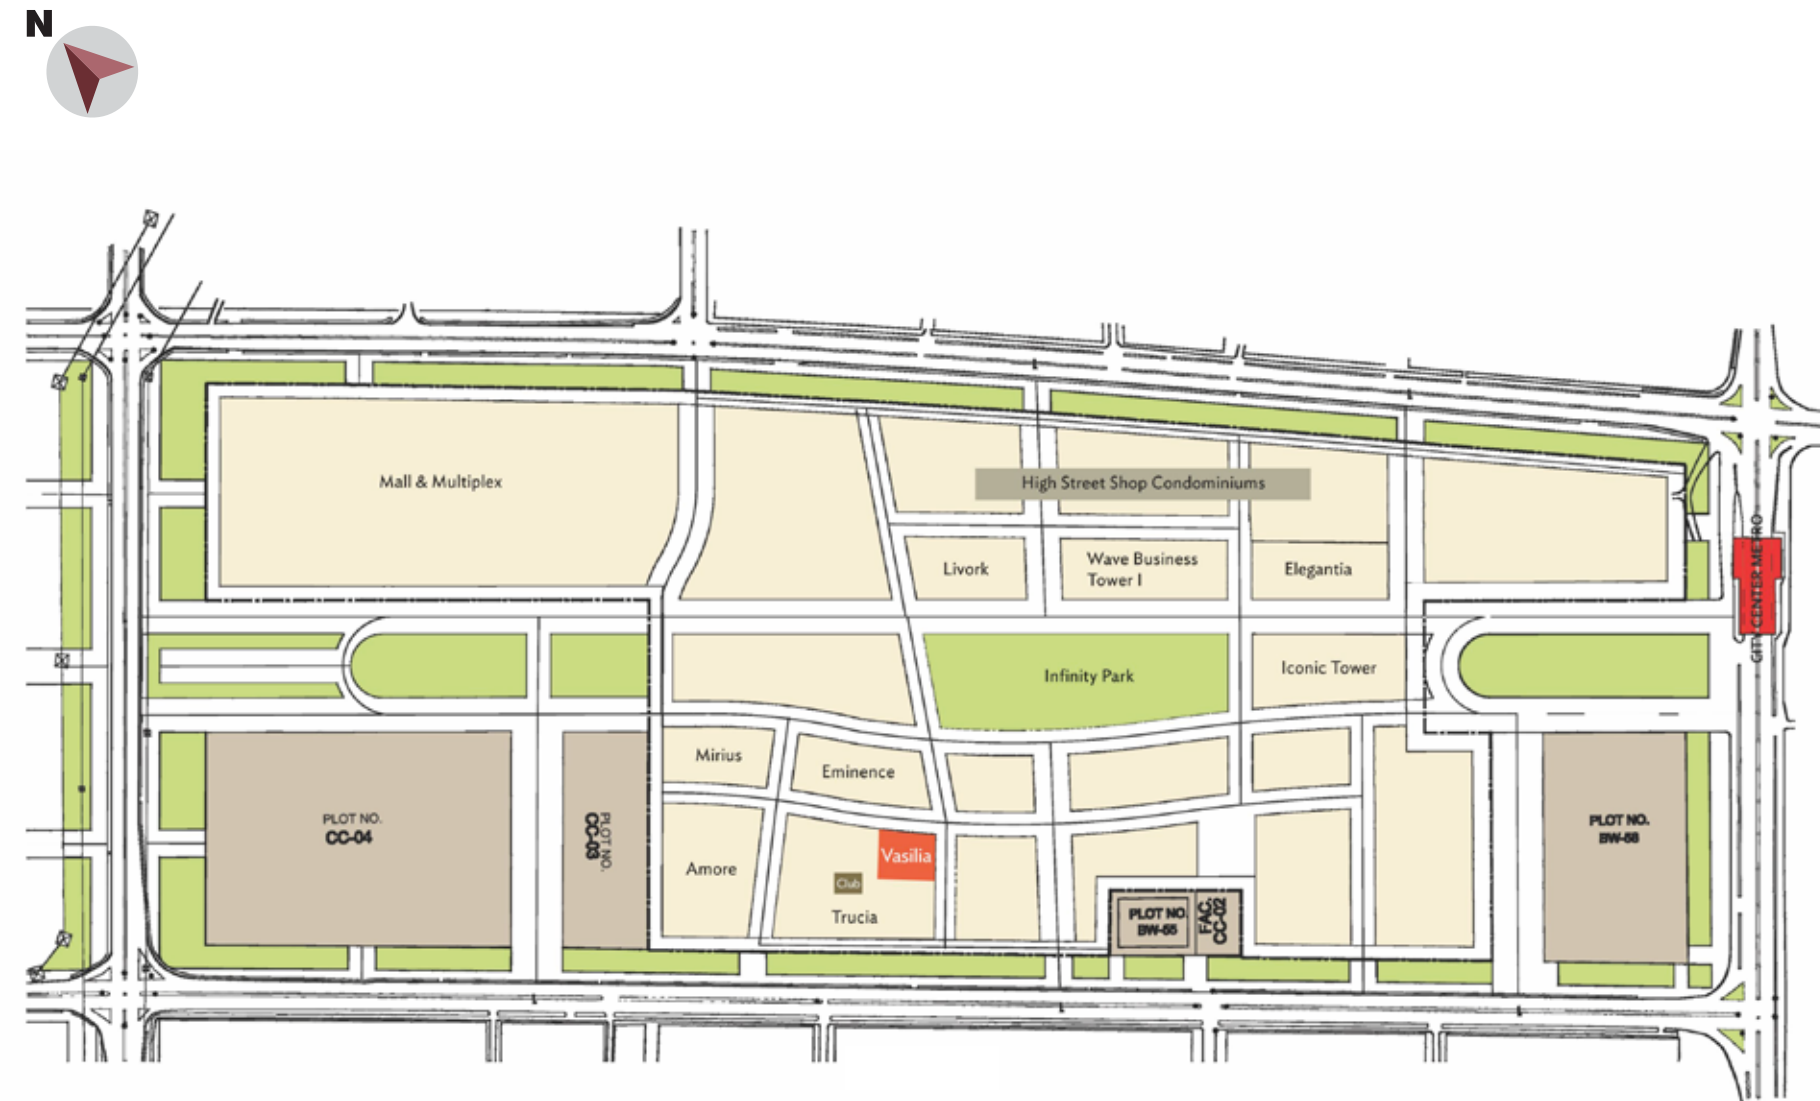 N
Mall & Multiplex
High Street Shop Condominiums
Livork
Wave Business
Tower I
Elegantia
CITY CENTER METRO
Infinity Park
Iconic Tower
Mirius
Eminence
PLOT NO.
CC-04
PLOT NO.
CC-03
Amore
Vasilia
Club
Trucia
PLOT NO.
BW-55
FAC.
CC-02
PLOT NO.
BW-58